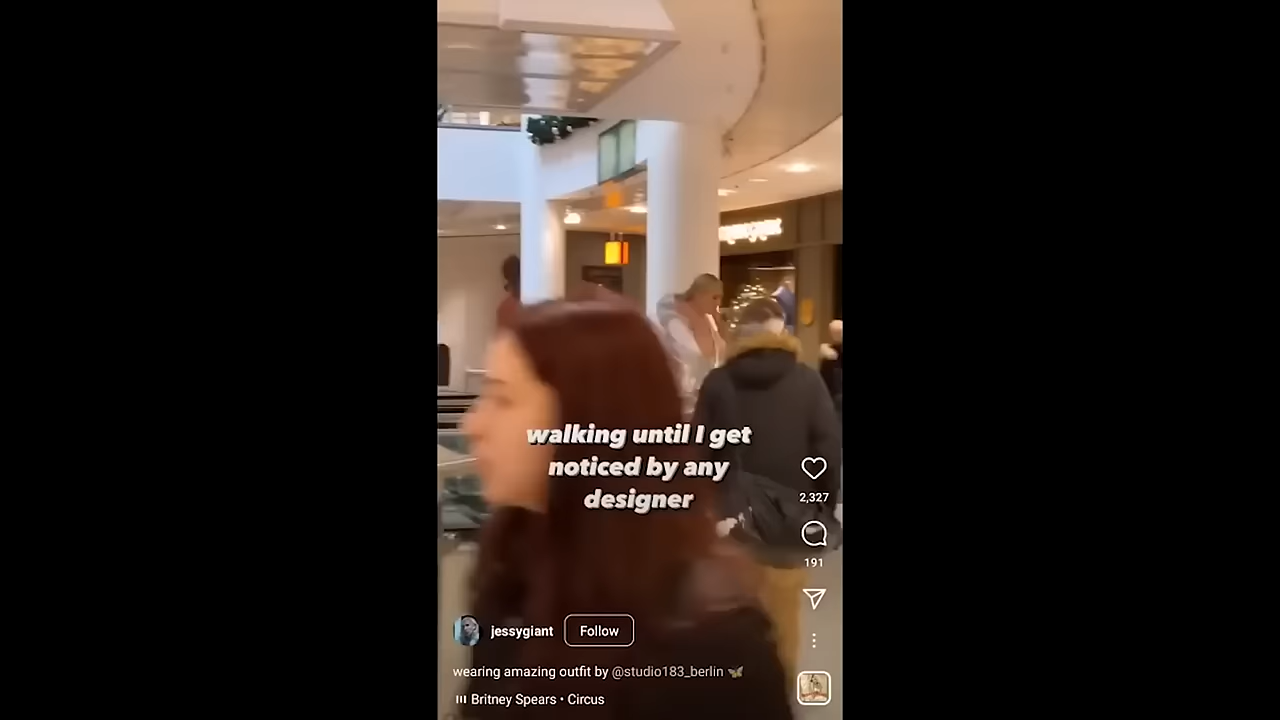 walking until I get
noticed by any
designer
2,327
191
jessygiant
Follow
wearing amazing outfit by @studio183_berlin 🦋
Britney Spears • Circus